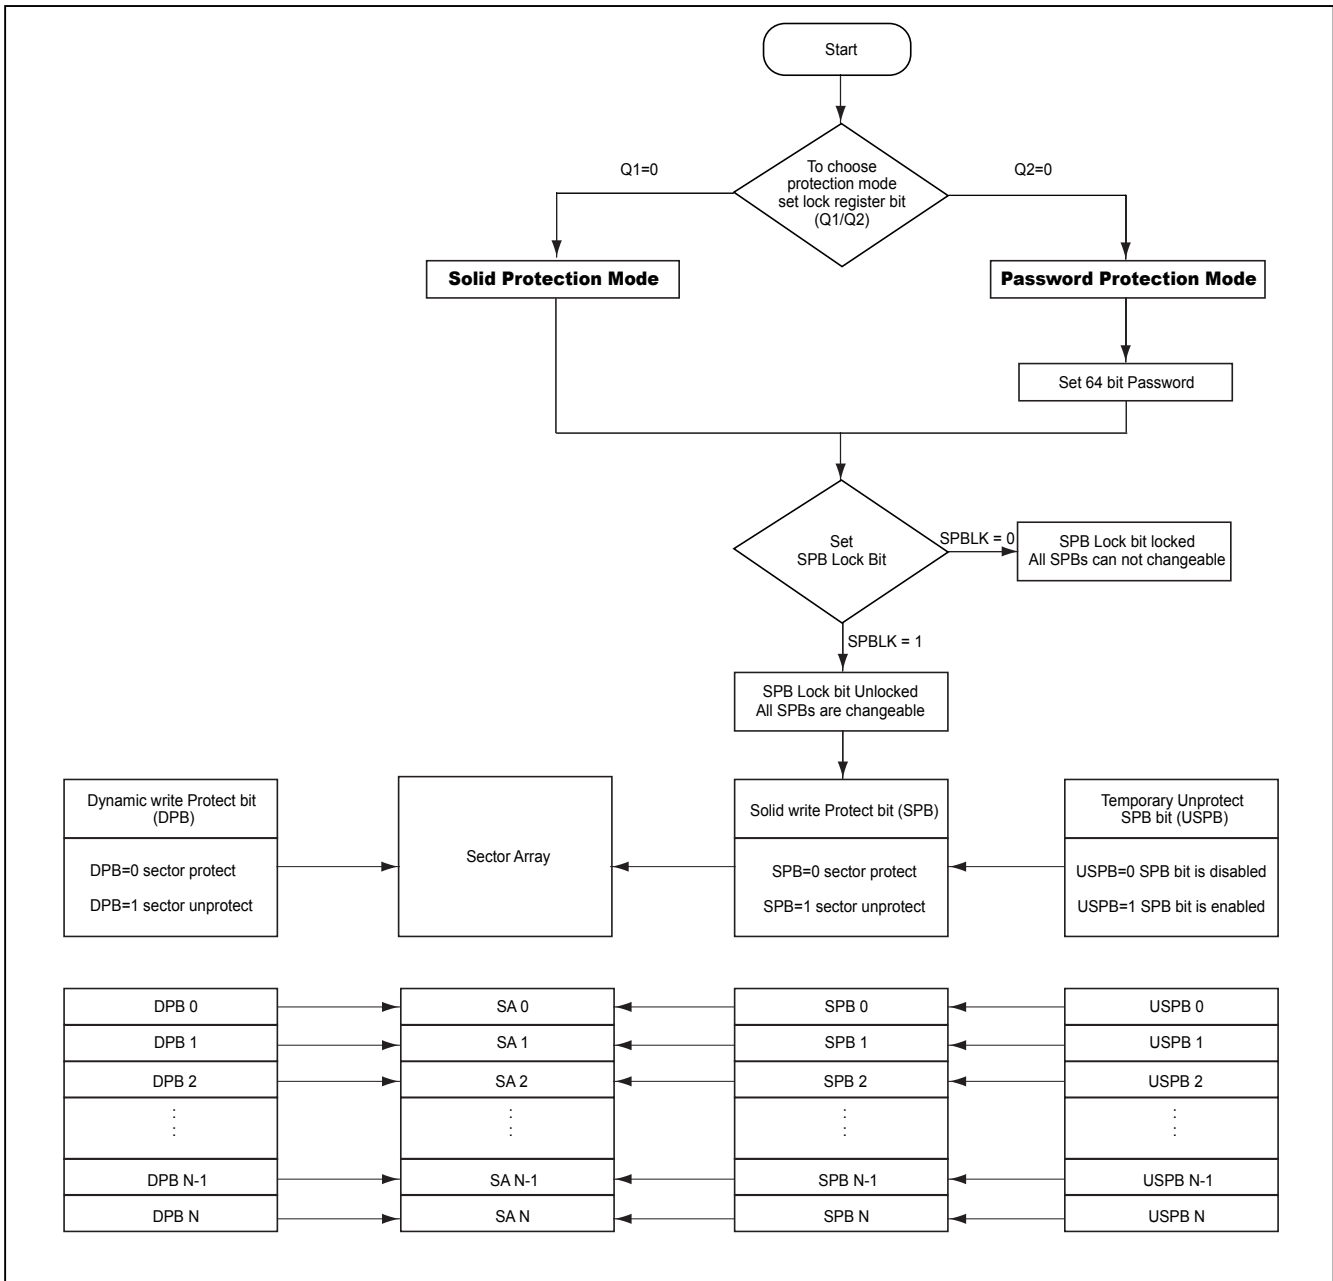 Start
To choose
protection mode
set lock register bit
(Q1/Q2)
Q1=0
Q2=0
Solid Protection Mode
Password Protection Mode
Set 64 bit Password
Set
SPB Lock Bit
SPBLK = 0
SPB Lock bit locked
All SPBs can not changeable
SPBLK = 1
SPB Lock bit Unlocked
All SPBs are changeable
Dynamic write Protect bit
(DPB)
DPB=0 sector protect
DPB=1 sector unprotect
Sector Array
Solid write Protect bit (SPB)
SPB=0 sector protect
SPB=1 sector unprotect
Temporary Unprotect
SPB bit (USPB)
USPB=0 SPB bit is disabled
USPB=1 SPB bit is enabled
DPB 0 SA 0 SPB 0 USPB 0
DPB 1 SA 1 SPB 1 USPB 1
DPB 2 SA 2 SPB 2 USPB 2
DPB N-1 SA N-1 SPB N-1 USPB N-1
DPB N SA N SPB N USPB N